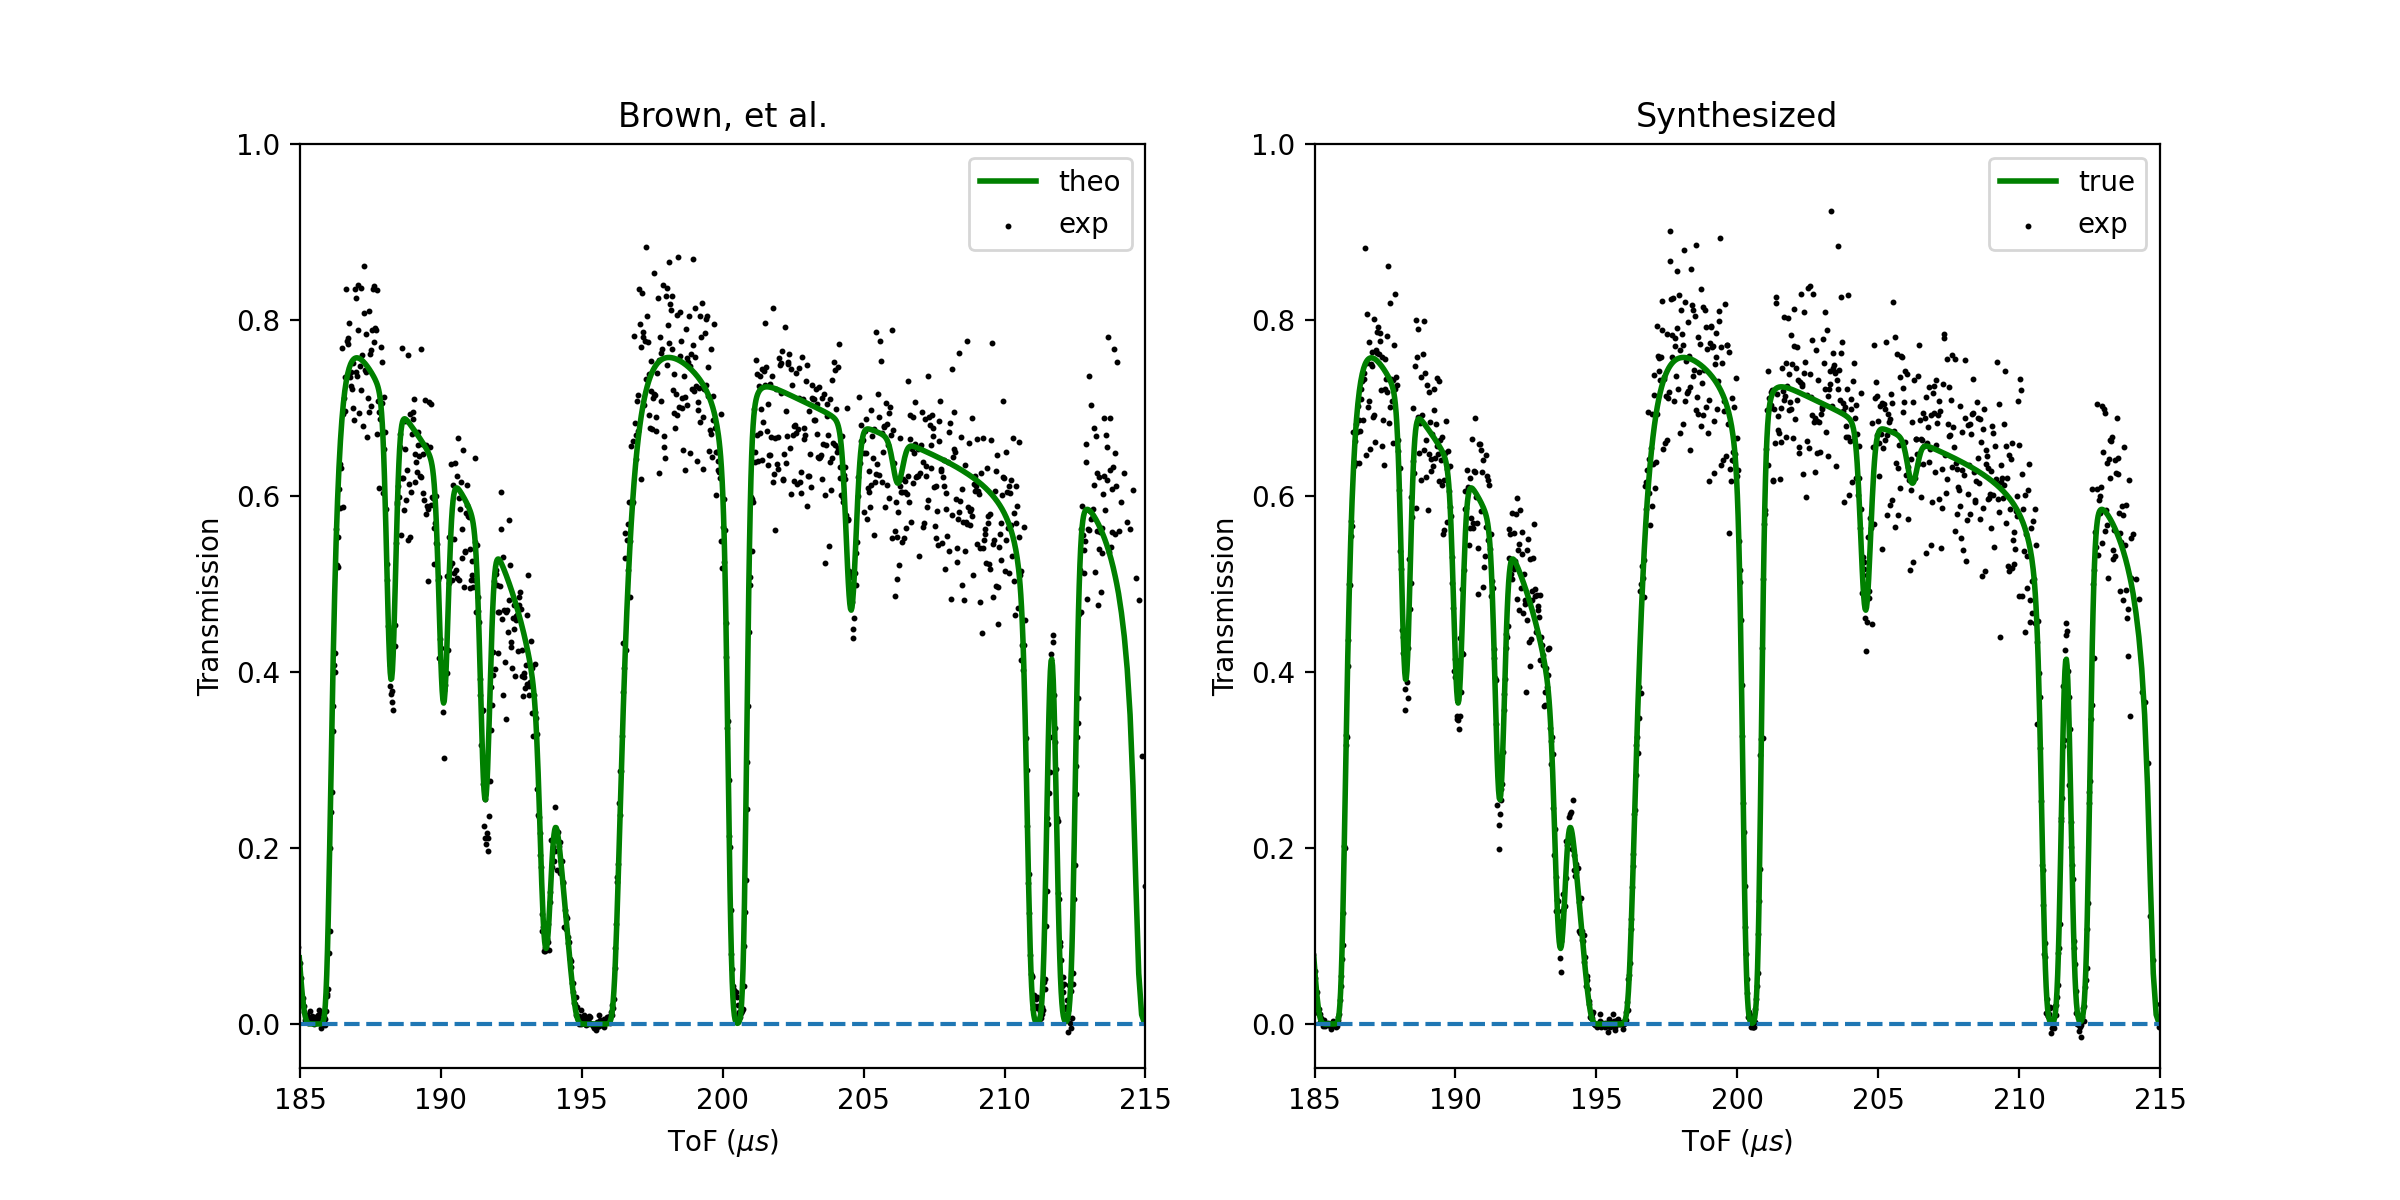 Brown, et al.
1.0
0.8
0.6
0.4
0.2
0.0
Transmission
theo
exp
185 190 195 200 205 210 215
ToF (μs)
Synthesized
1.0
0.8
0.6
0.4
0.2
0.0
Transmission
true
exp
185 190 195 200 205 210 215
ToF (μs)